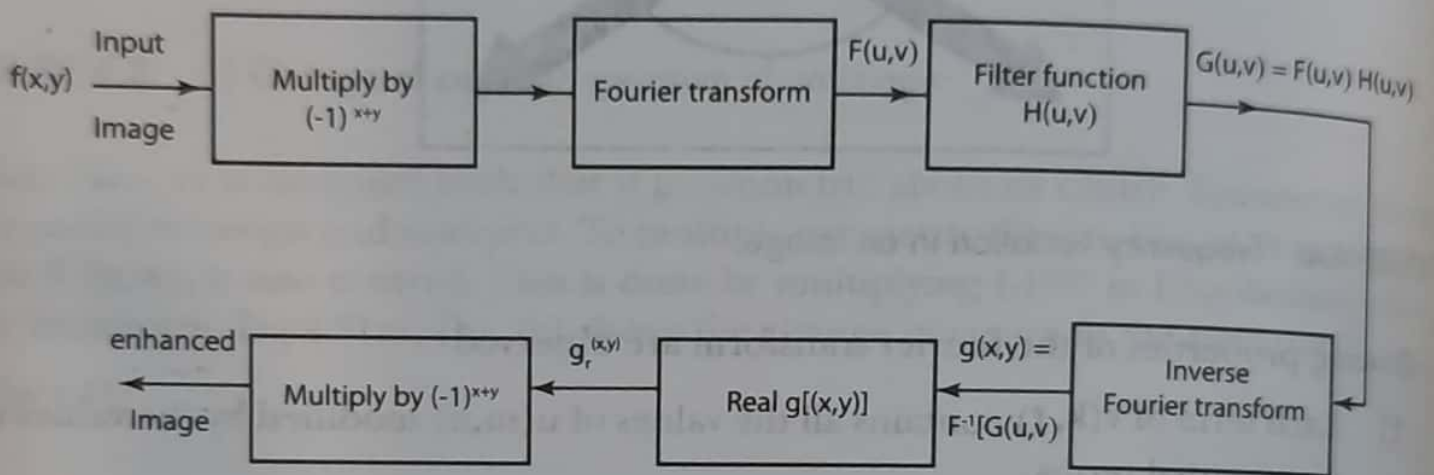 Input
f(x,y)
Image
Multiply by
(-1) x+y
Fourier transform
F(u,v)
Filter function
H(u,v)
G(u,v) = F(u,v) H(u,v)
enhanced
Image
Multiply by (-1)x+y
gr(x,y)
Real g[(x,y)]
g(x,y) =
F-1[G(u,v)
Inverse
Fourier transform